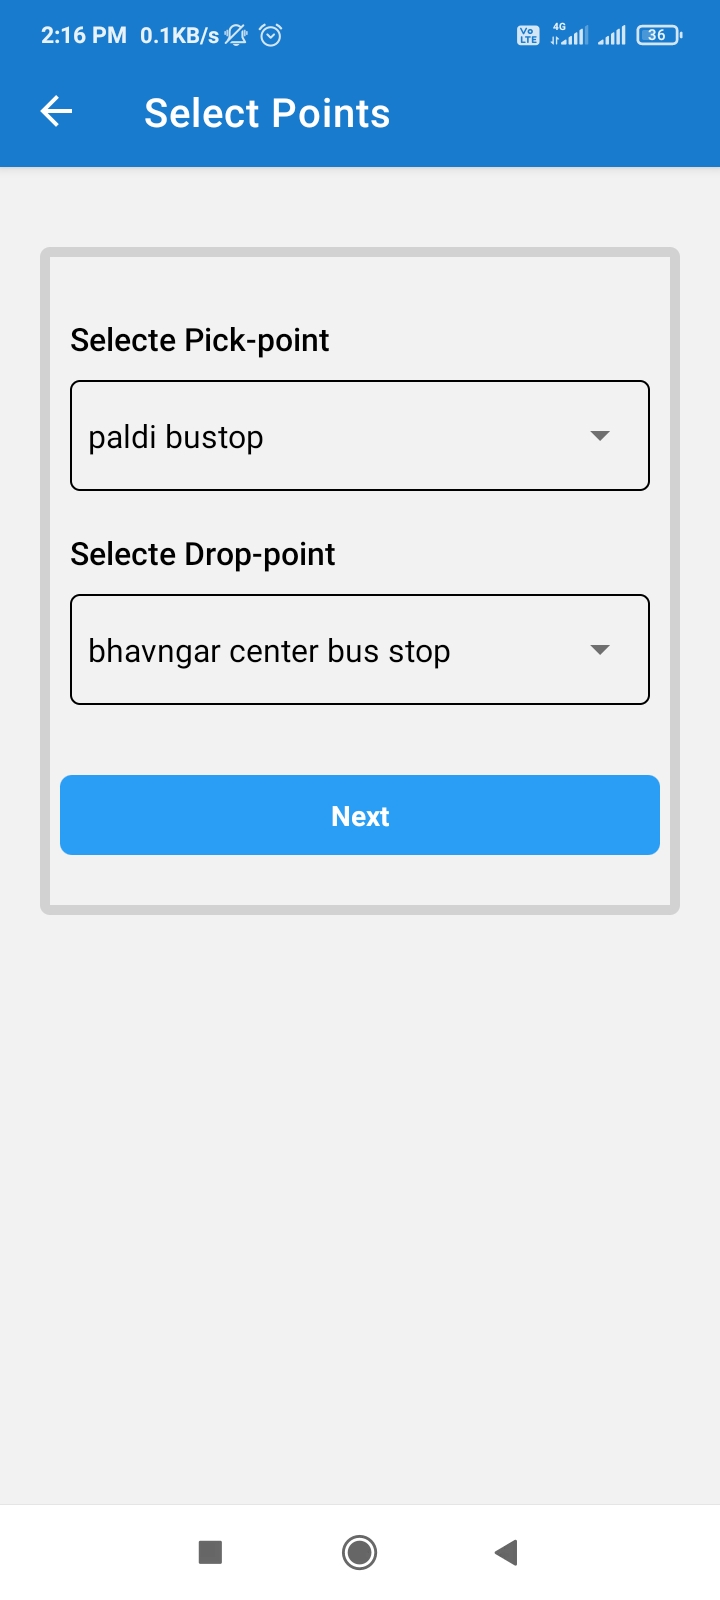 2:16 PM 0.1KB/s Vo LTE 4G 36
Select Points
Selecte Pick-point
paldi bustop
Selecte Drop-point
bhavngar center bus stop
Next